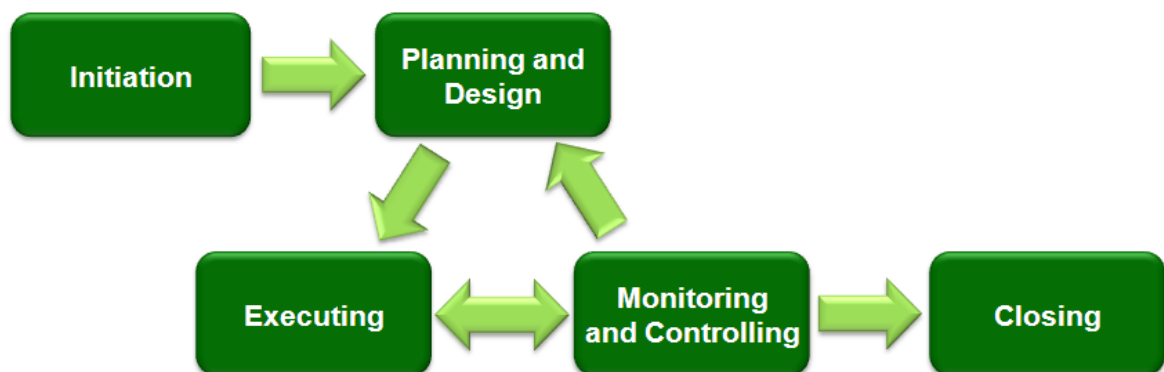 Initiation
Planning and
Design
Executing
Monitoring
and Controlling
Closing